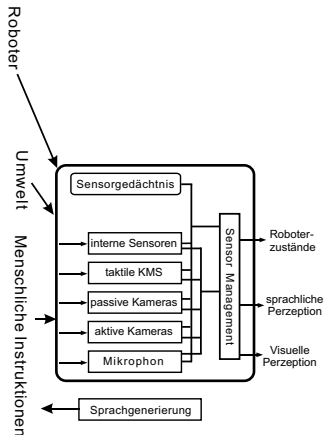 Roboter
Umwelt
Menschliche Instruktionen
Sensorgedächtnis
interne Sensoren
taktile KMS
passive Kameras
aktive Kameras
Mikrophon
Sensor Management
Roboter-
zustände
sprachliche
Perzeption
Visuelle
Perzeption
Sprachgenerierung